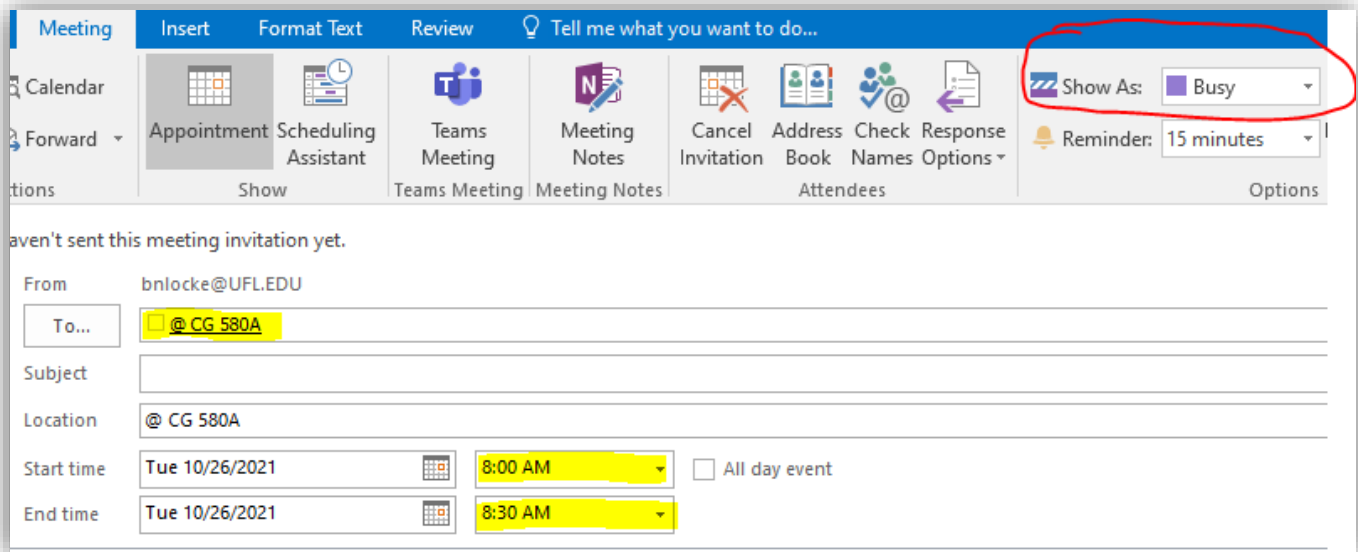 Meeting Insert Format Text Review Tell me what you want to do...
Calendar
Forward
Appointment Scheduling Assistant
Teams Meeting
Meeting Notes
Cancel Invitation Address Book Check Names Response Options
Show As: Busy
Reminder: 15 minutes
tions Show Teams Meeting Meeting Notes Attendees Options
aven't sent this meeting invitation yet.
From bnlocke@UFL.EDU
To... @ CG 580A
Subject
Location @ CG 580A
Start time Tue 10/26/2021 8:00 AM All day event
End time Tue 10/26/2021 8:30 AM